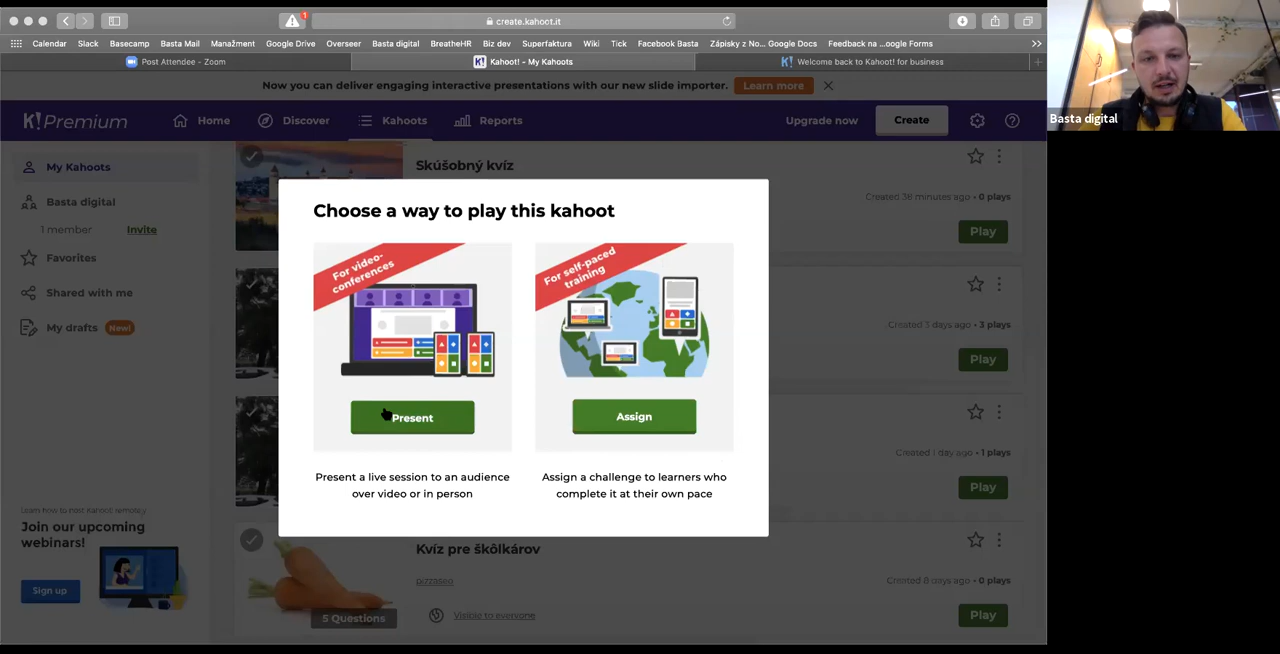 create.kahoot.it
1
Calendar Slack Basecamp Basta Mail Manažment Google Drive Overseer Basta digital BreatheHR Biz dev Superfaktura Wiki Tick Facebook Basta Zápisky z No... Google Docs Feedback na ...oogle Forms
Post Attendee - Zoom
Kahoot! - My Kahoots
Welcome back to Kahoot! for business
Now you can deliver engaging interactive presentations with our new slide importer.
Learn more
K!Premium
Home
Discover
Kahoots
Reports
Upgrade now
Create
My Kahoots
Basta digital
1 member
Invite
Favorites
Shared with me
My drafts
New!
Learn how to host Kahoot! remotely
Join our upcoming
webinars!
Sign up
Skúšobný kvíz
Created 38 minutes ago • 0 plays
Play
Created 3 days ago • 3 plays
Play
Created 1 day ago • 1 plays
Play
Kvíz pre škôlkárov
pizzaseo
Created 8 days ago • 0 plays
5 Questions
Visible to everyone
Play
Choose a way to play this kahoot
For video-
conferences
Present
Present a live session to an audience
over video or in person
For self-paced
training
Assign
Assign a challenge to learners who
complete it at their own pace
Basta digital